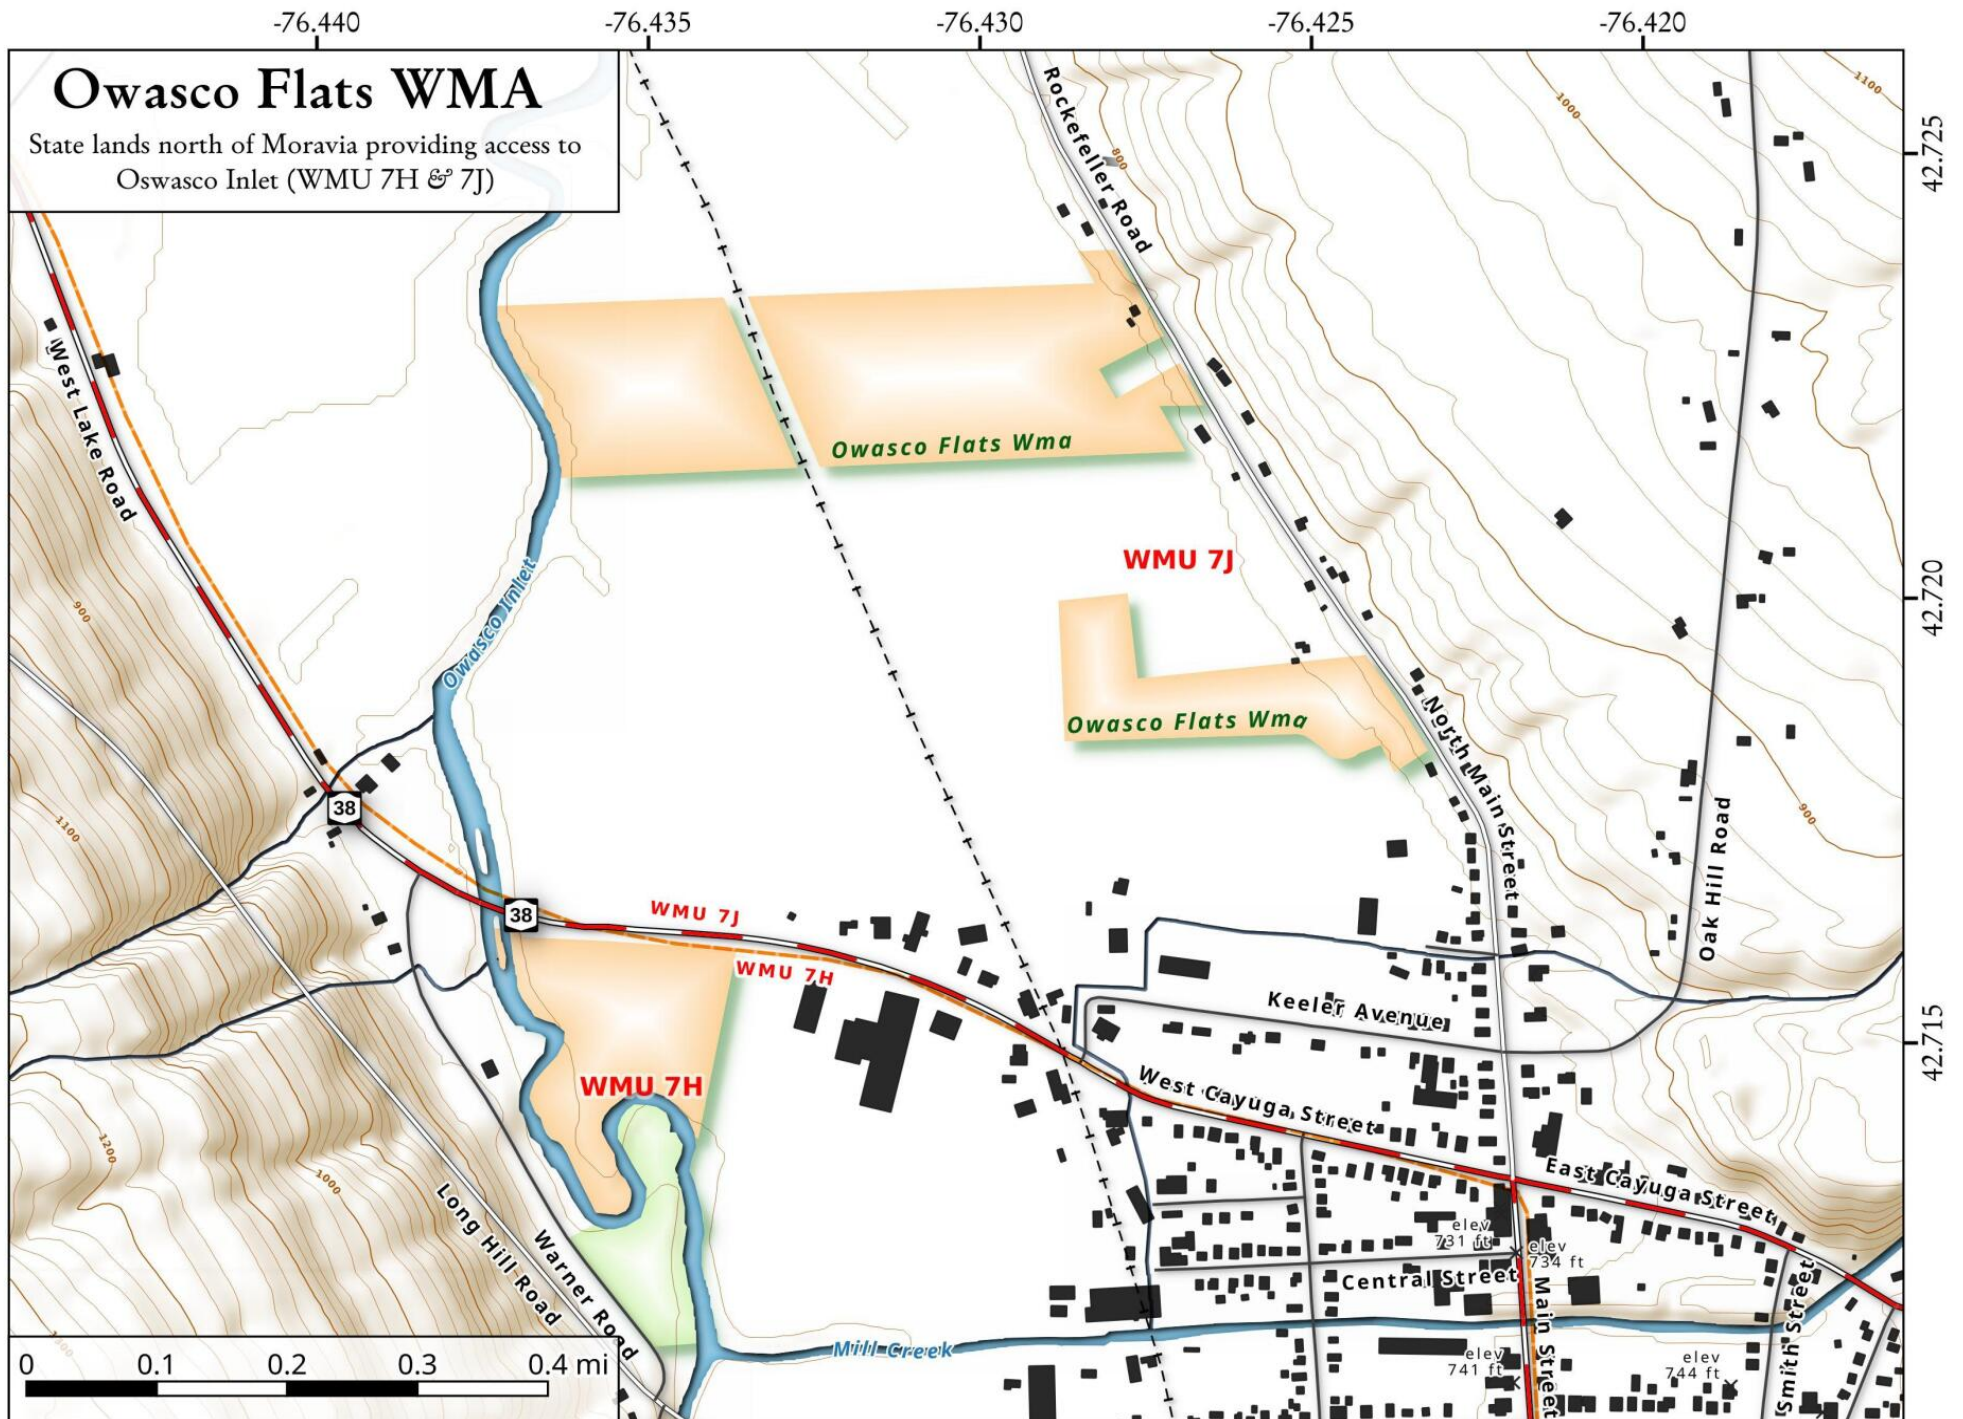 -76.440
-76.435
-76.430
-76.425
-76.420
Owasco Flats WMA
State lands north of Moravia providing access to
Oswasco Inlet (WMU 7H & 7J)
Rockefeller Road
800
1000
1100
42.725
West Lake Road
Owasco Flats Wma
WMU 7J
42.720
900
Owasco Inlet
Owasco Flats Wma
North Main Street
38
1100
900
Oak Hill Road
38
WMU 7J
WMU 7H
Keeler Avenue
42.715
WMU 7H
West Cayuga Street
1200
1000
East Cayuga Street
Long Hill Road
Warner Road
elev
731 ft
elev
734 ft
Central Street
Main Street
Smith Street
Mill Creek
elev
741 ft
elev
744 ft
0 0.1 0.2 0.3 0.4 mi